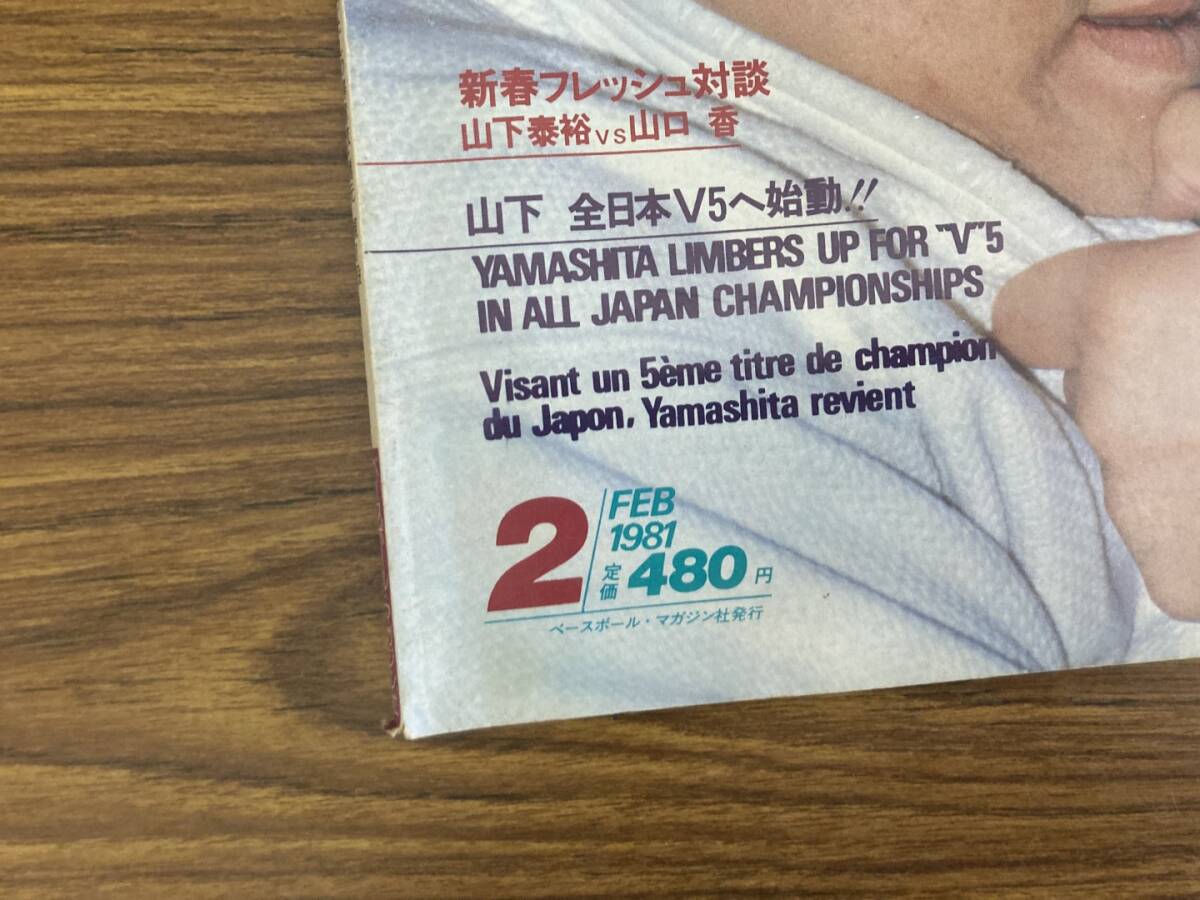 新春フレッシュ対談
山下泰裕vs山口 香
山下 全日本V5へ始動!!
YAMASHITA LIMBERS UP FOR "V"5
IN ALL JAPAN CHAMPIONSHIPS
Visant un 5ème titre de champion
du Japon, Yamashita revient
2
FEB
1981
定価480円
ベースボール・マガジン社発行